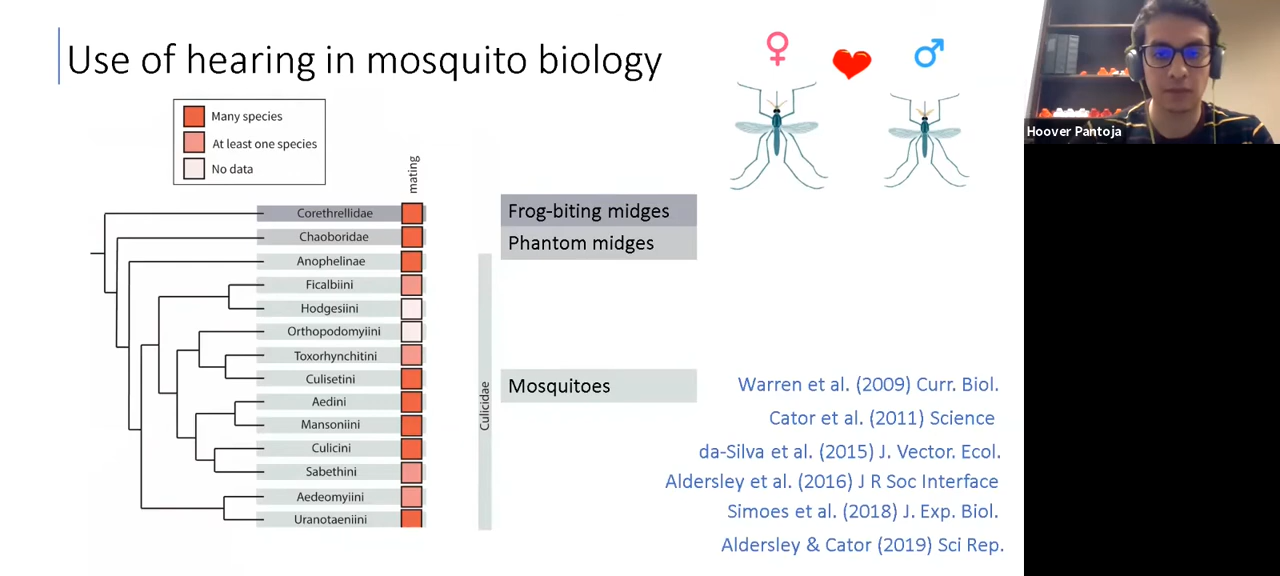 Use of hearing in mosquito biology
♀
♂
Hoover Pantoja
Many species
At least one species
No data
mating
Corethrellidae
Chaoboridae
Anophelinae
Ficalbiini
Hodgesiini
Orthopodomyiini
Toxorhynchitini
Culisetini
Aedini
Mansoniini
Culicini
Sabethini
Aedeomyiini
Uranotaeniini
Culicidae
Frog-biting midges
Phantom midges
Mosquitoes
Warren et al. (2009) Curr. Biol.
Cator et al. (2011) Science
da-Silva et al. (2015) J. Vector. Ecol.
Aldersley et al. (2016) J R Soc Interface
Simoes et al. (2018) J. Exp. Biol.
Aldersley & Cator (2019) Sci Rep.